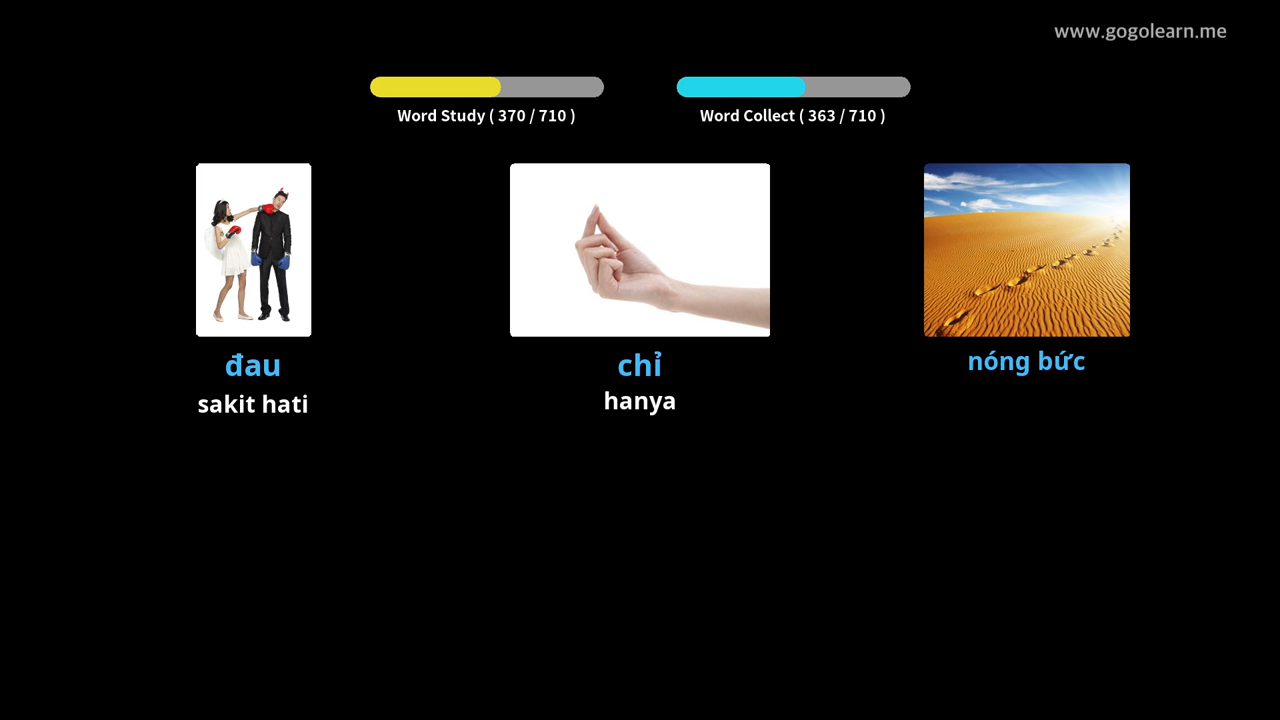 www.gogolearn.me
Word Study ( 370 / 710 )
Word Collect ( 363 / 710 )
đau
sakit hati
chỉ
hanya
nóng bức